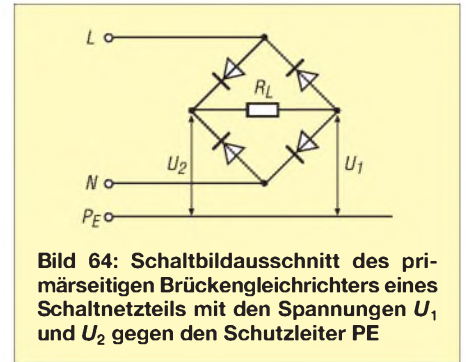 L
R_L
U_2
U_1
N
P_E
Bild 64: Schaltbildausschnitt des pri-
märseitigen Brückengleichrichters eines
Schaltnetzteils mit den Spannungen U_1
und U_2 gegen den Schutzleiter PE